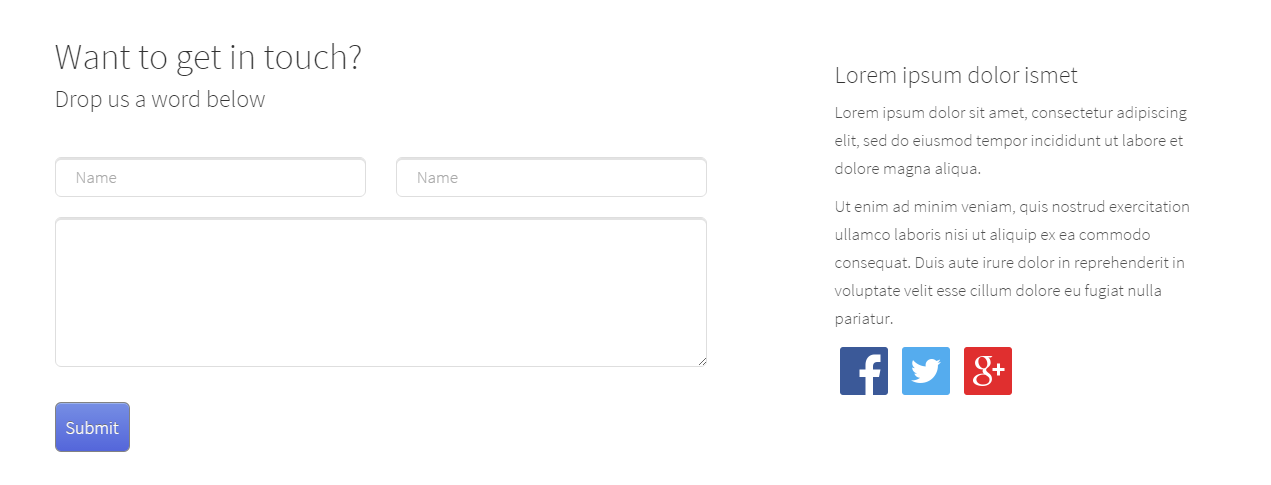 Want to get in touch?
Drop us a word below
Name
Name
Submit
Lorem ipsum dolor ismet
Lorem ipsum dolor sit amet, consectetur adipiscing
elit, sed do eiusmod tempor incididunt ut labore et
dolore magna aliqua.
Ut enim ad minim veniam, quis nostrud exercitation
ullamco laboris nisi ut aliquip ex ea commodo
consequat. Duis aute irure dolor in reprehenderit in
voluptate velit esse cillum dolore eu fugiat nulla
pariatur.
f
g+